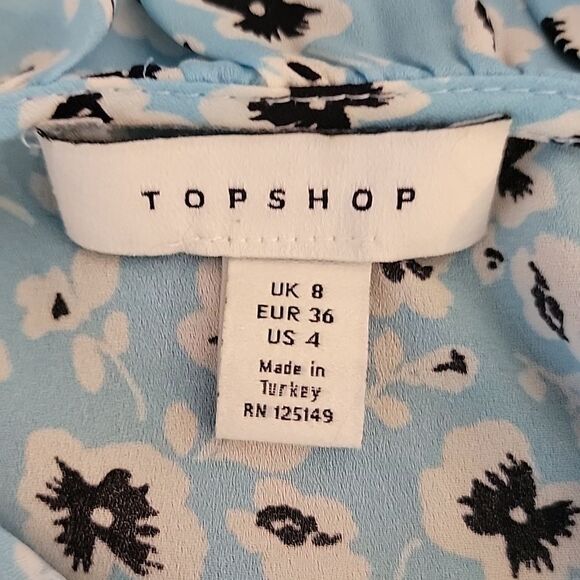 TOPSHOP
UK 8
EUR 36
US 4
Made in
Turkey
RN 125149